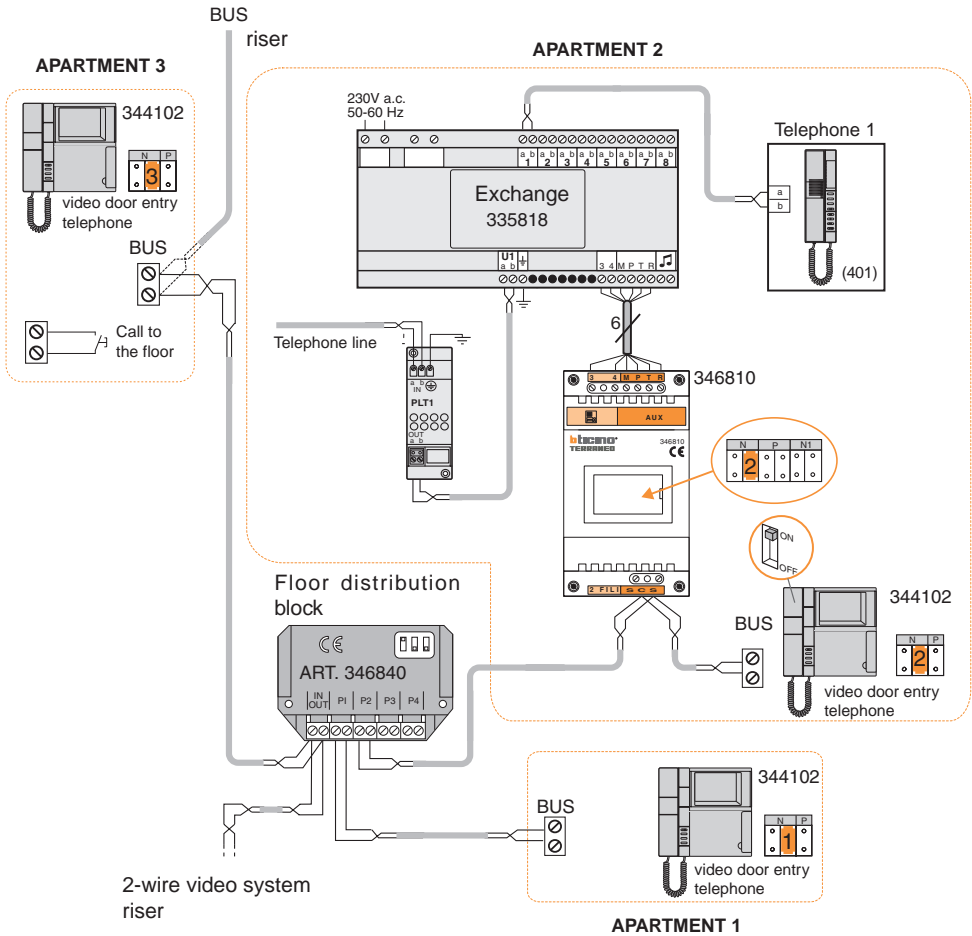 BUS
riser
APARTMENT 3
344102
N P
3
video door entry
telephone
BUS
Call to
the floor
APARTMENT 2
230V a.c.
50-60 Hz
a b a b a b a b a b a b a b a b
1 2 3 4 5 6 7 8
Exchange
335818
U1
a b
3 4 M P T R
Telephone 1
a
b
(401)
6
Telephone line
a b
IN
PLT1
OUT
a b
3 4 M P T R
346810
AUX
bticino
TERRANEO
346810
CE
N P N1
2
2 FILI S C S
ON
OFF
344102
BUS
N P
2
video door entry
telephone
Floor distribution
block
CE
ART. 346840
IN
OUT P1 P2 P3 P4
2-wire video system
riser
BUS
344102
N P
1
video door entry
telephone
APARTMENT 1